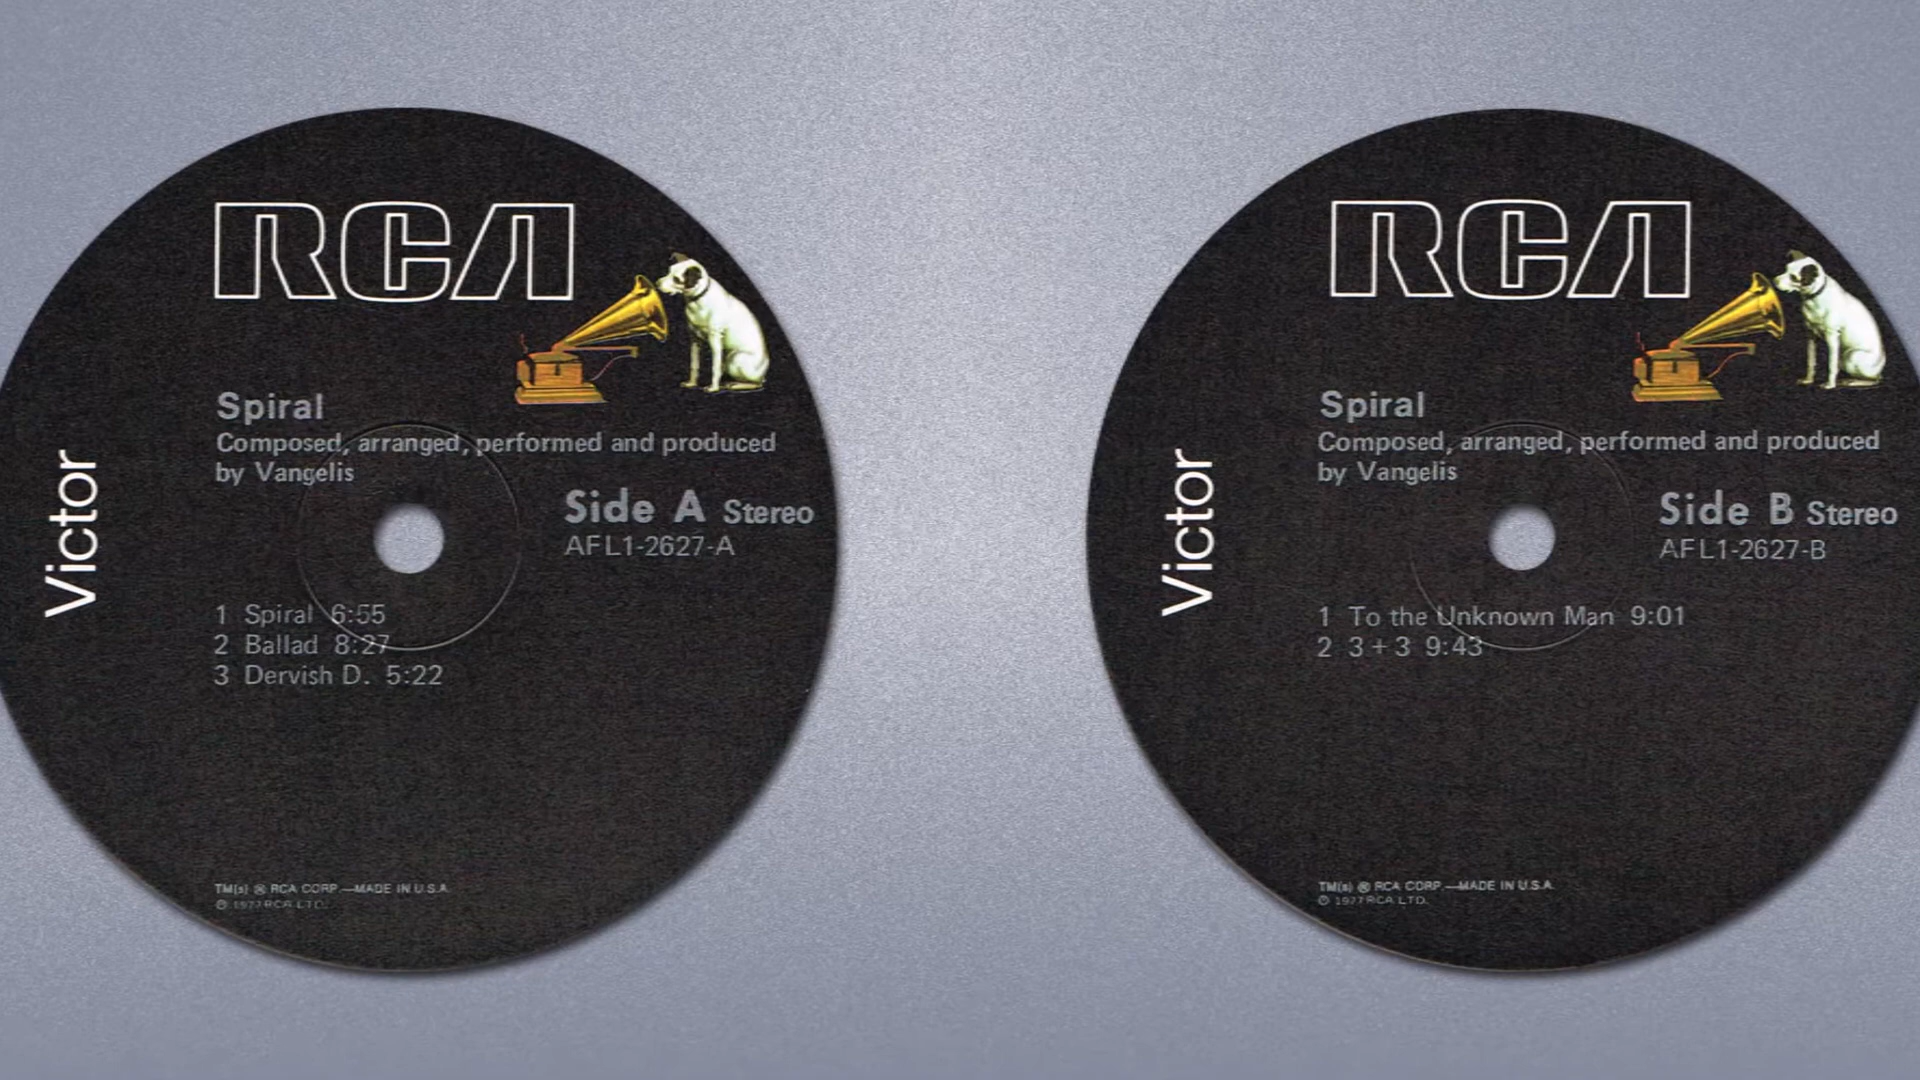 RCA
Victor
Spiral
Composed, arranged, performed and produced
by Vangelis
Side A Stereo
AFL1-2627-A
1 Spiral 6:55
2 Ballad 8:27
3 Dervish D. 5:22
TM(s) ® RCA CORP.—MADE IN U.S.A.
℗ 1977 RCA LTD.
RCA
Victor
Spiral
Composed, arranged, performed and produced
by Vangelis
Side B Stereo
AFL1-2627-B
1 To the Unknown Man 9:01
2 3+3 9:43
TM(s) ® RCA CORP.—MADE IN U.S.A.
℗ 1977 RCA LTD.